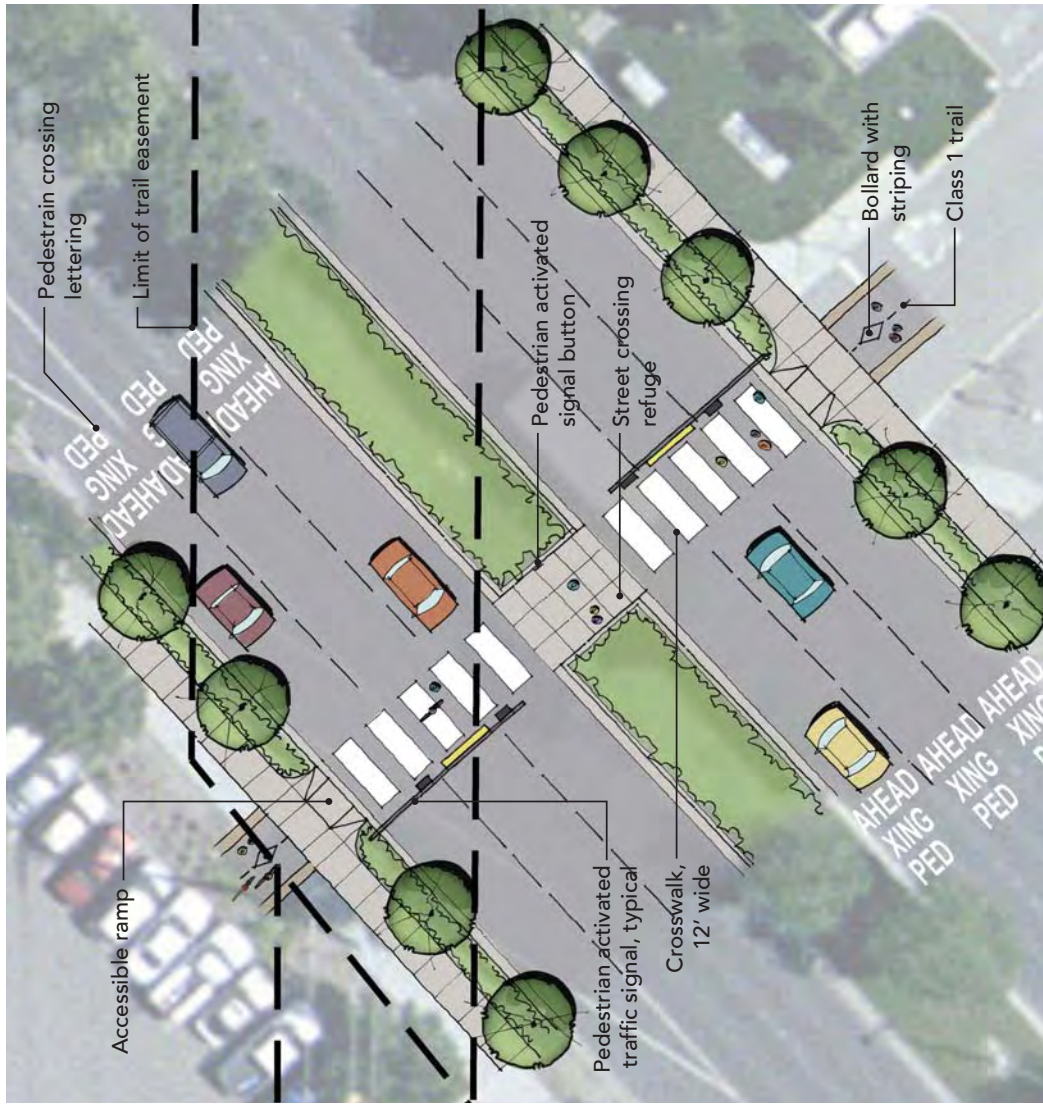 Pedestrain crossing
lettering
Limit of trail easement
PED
XING
AHEAD
PED
XING
AHEAD
PED
Pedestrian activated
signal button
Street crossing
refuge
Bollard with
striping
Class 1 trail
Accessible ramp
Pedestrian activated
traffic signal, typical
Crosswalk,
12’ wide
AHEAD
XING
PED
AHEAD
XING
PED
AHEAD
XING